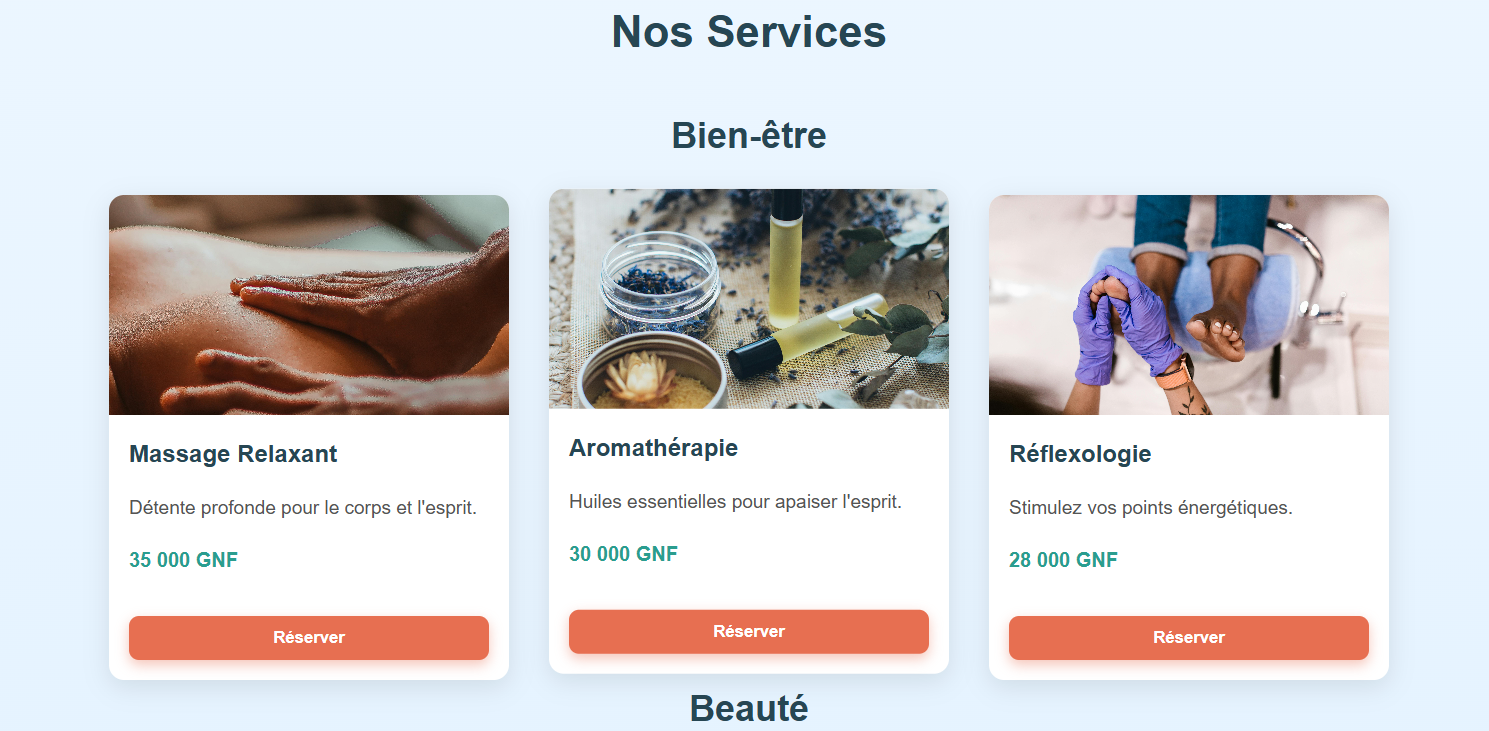 Nos Services
Bien-être
Massage Relaxant
Détente profonde pour le corps et l'esprit.
35 000 GNF
Réserver
Aromathérapie
Huiles essentielles pour apaiser l'esprit.
30 000 GNF
Réserver
Réflexologie
Stimulez vos points énergétiques.
28 000 GNF
Réserver
Beauté